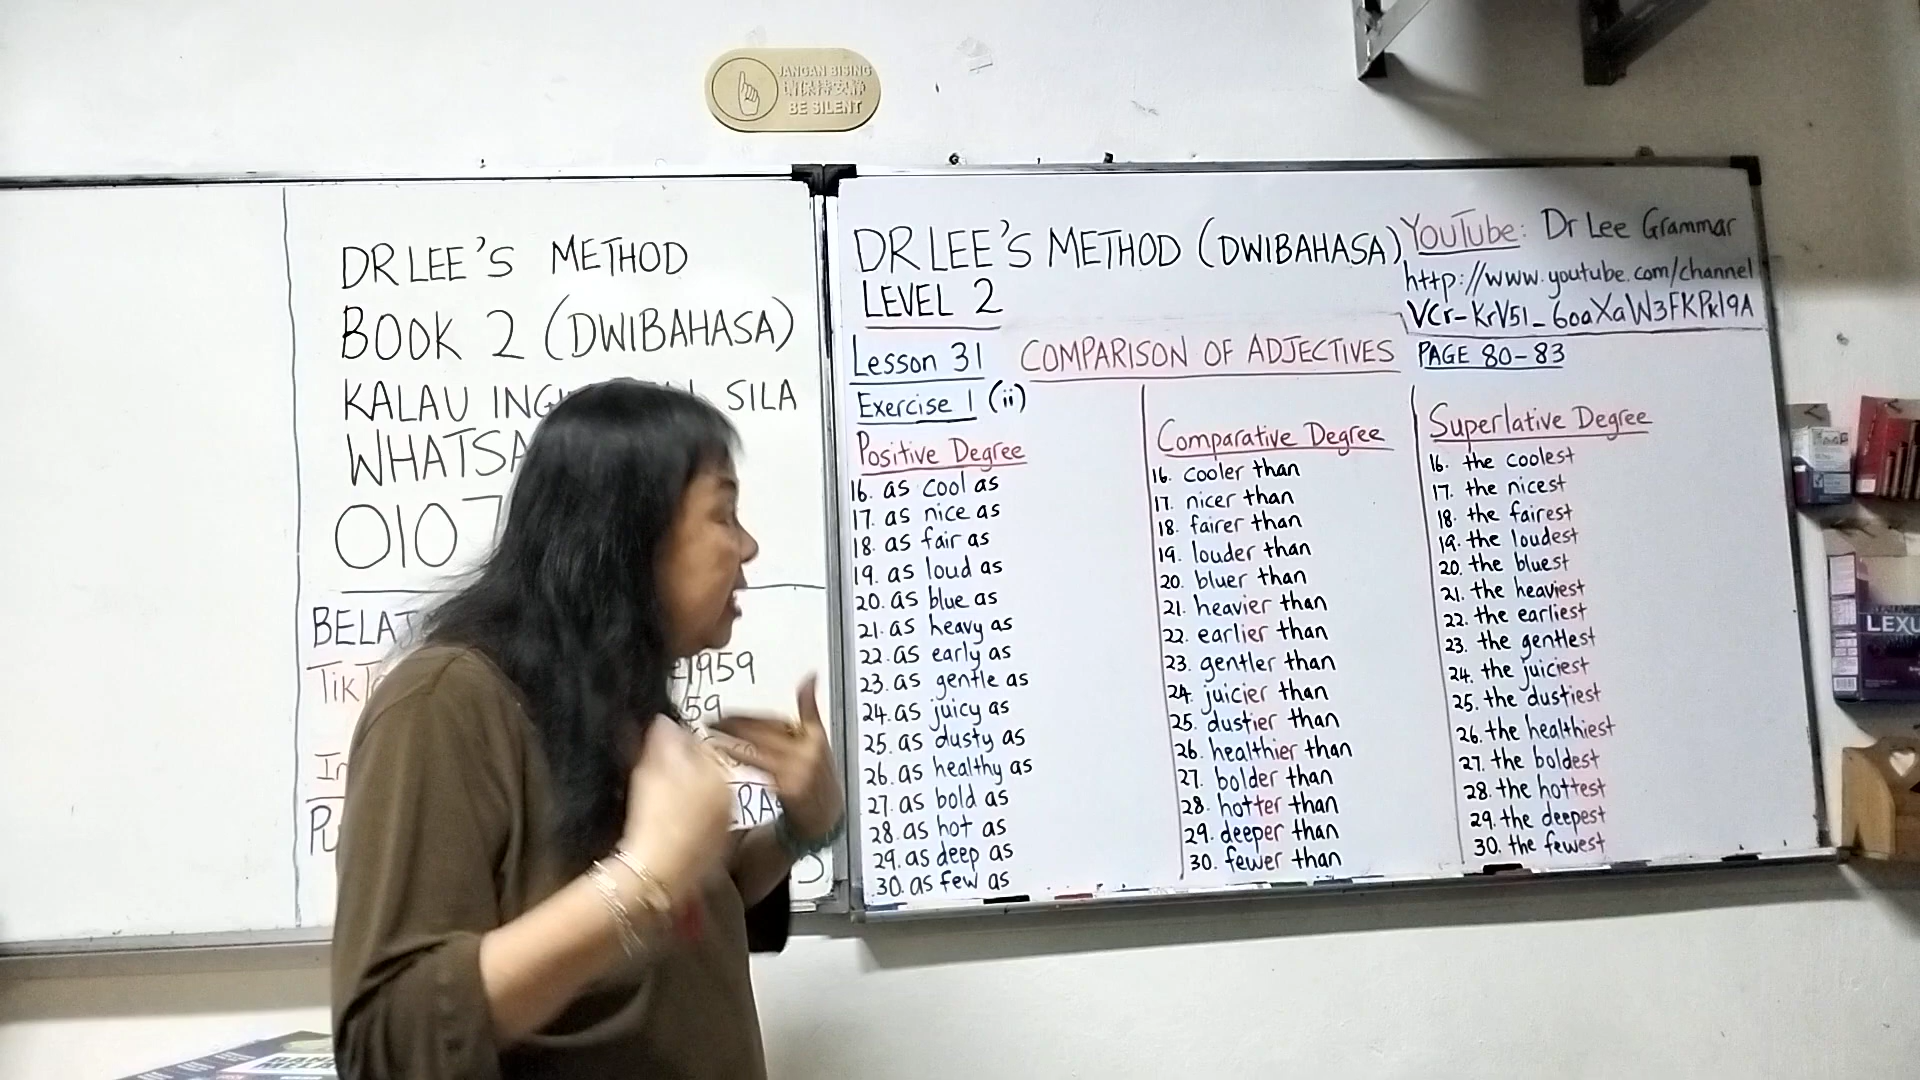 JANGAN BISING
请保持安静
BE SILENT
DR LEE'S METHOD
BOOK 2 (DWIBAHASA)
KALAU SILA
010
1959
59
DR LEE'S METHOD (DWIBAHASA)
LEVEL 2
YouTube: Dr Lee Grammar
http://www.youtube.com/channel
VCr-KrV51_6oaXaW3FKPK19A
Lesson 31 COMPARISON OF ADJECTIVES PAGE 80-83
Exercise 1 (ii)
Positive Degree
16. as cool as
17. as nice as
18. as fair as
19. as loud as
20. as blue as
21. as heavy as
22. as early as
23. as gentle as
24. as juicy as
25. as dusty as
26. as healthy as
27. as bold as
28. as hot as
29. as deep as
30. as few as
Comparative Degree
16. cooler than
17. nicer than
18. fairer than
19. louder than
20. bluer than
21. heavier than
22. earlier than
23. gentler than
24. juicier than
25. dustier than
26. healthier than
27. bolder than
28. hotter than
29. deeper than
30. fewer than
Superlative Degree
16. the coolest
17. the nicest
18. the fairest
19. the loudest
20. the bluest
21. the heaviest
22. the earliest
23. the gentlest
24. the juiciest
25. the dustiest
26. the healthiest
27. the boldest
28. the hottest
29. the deepest
30. the fewest